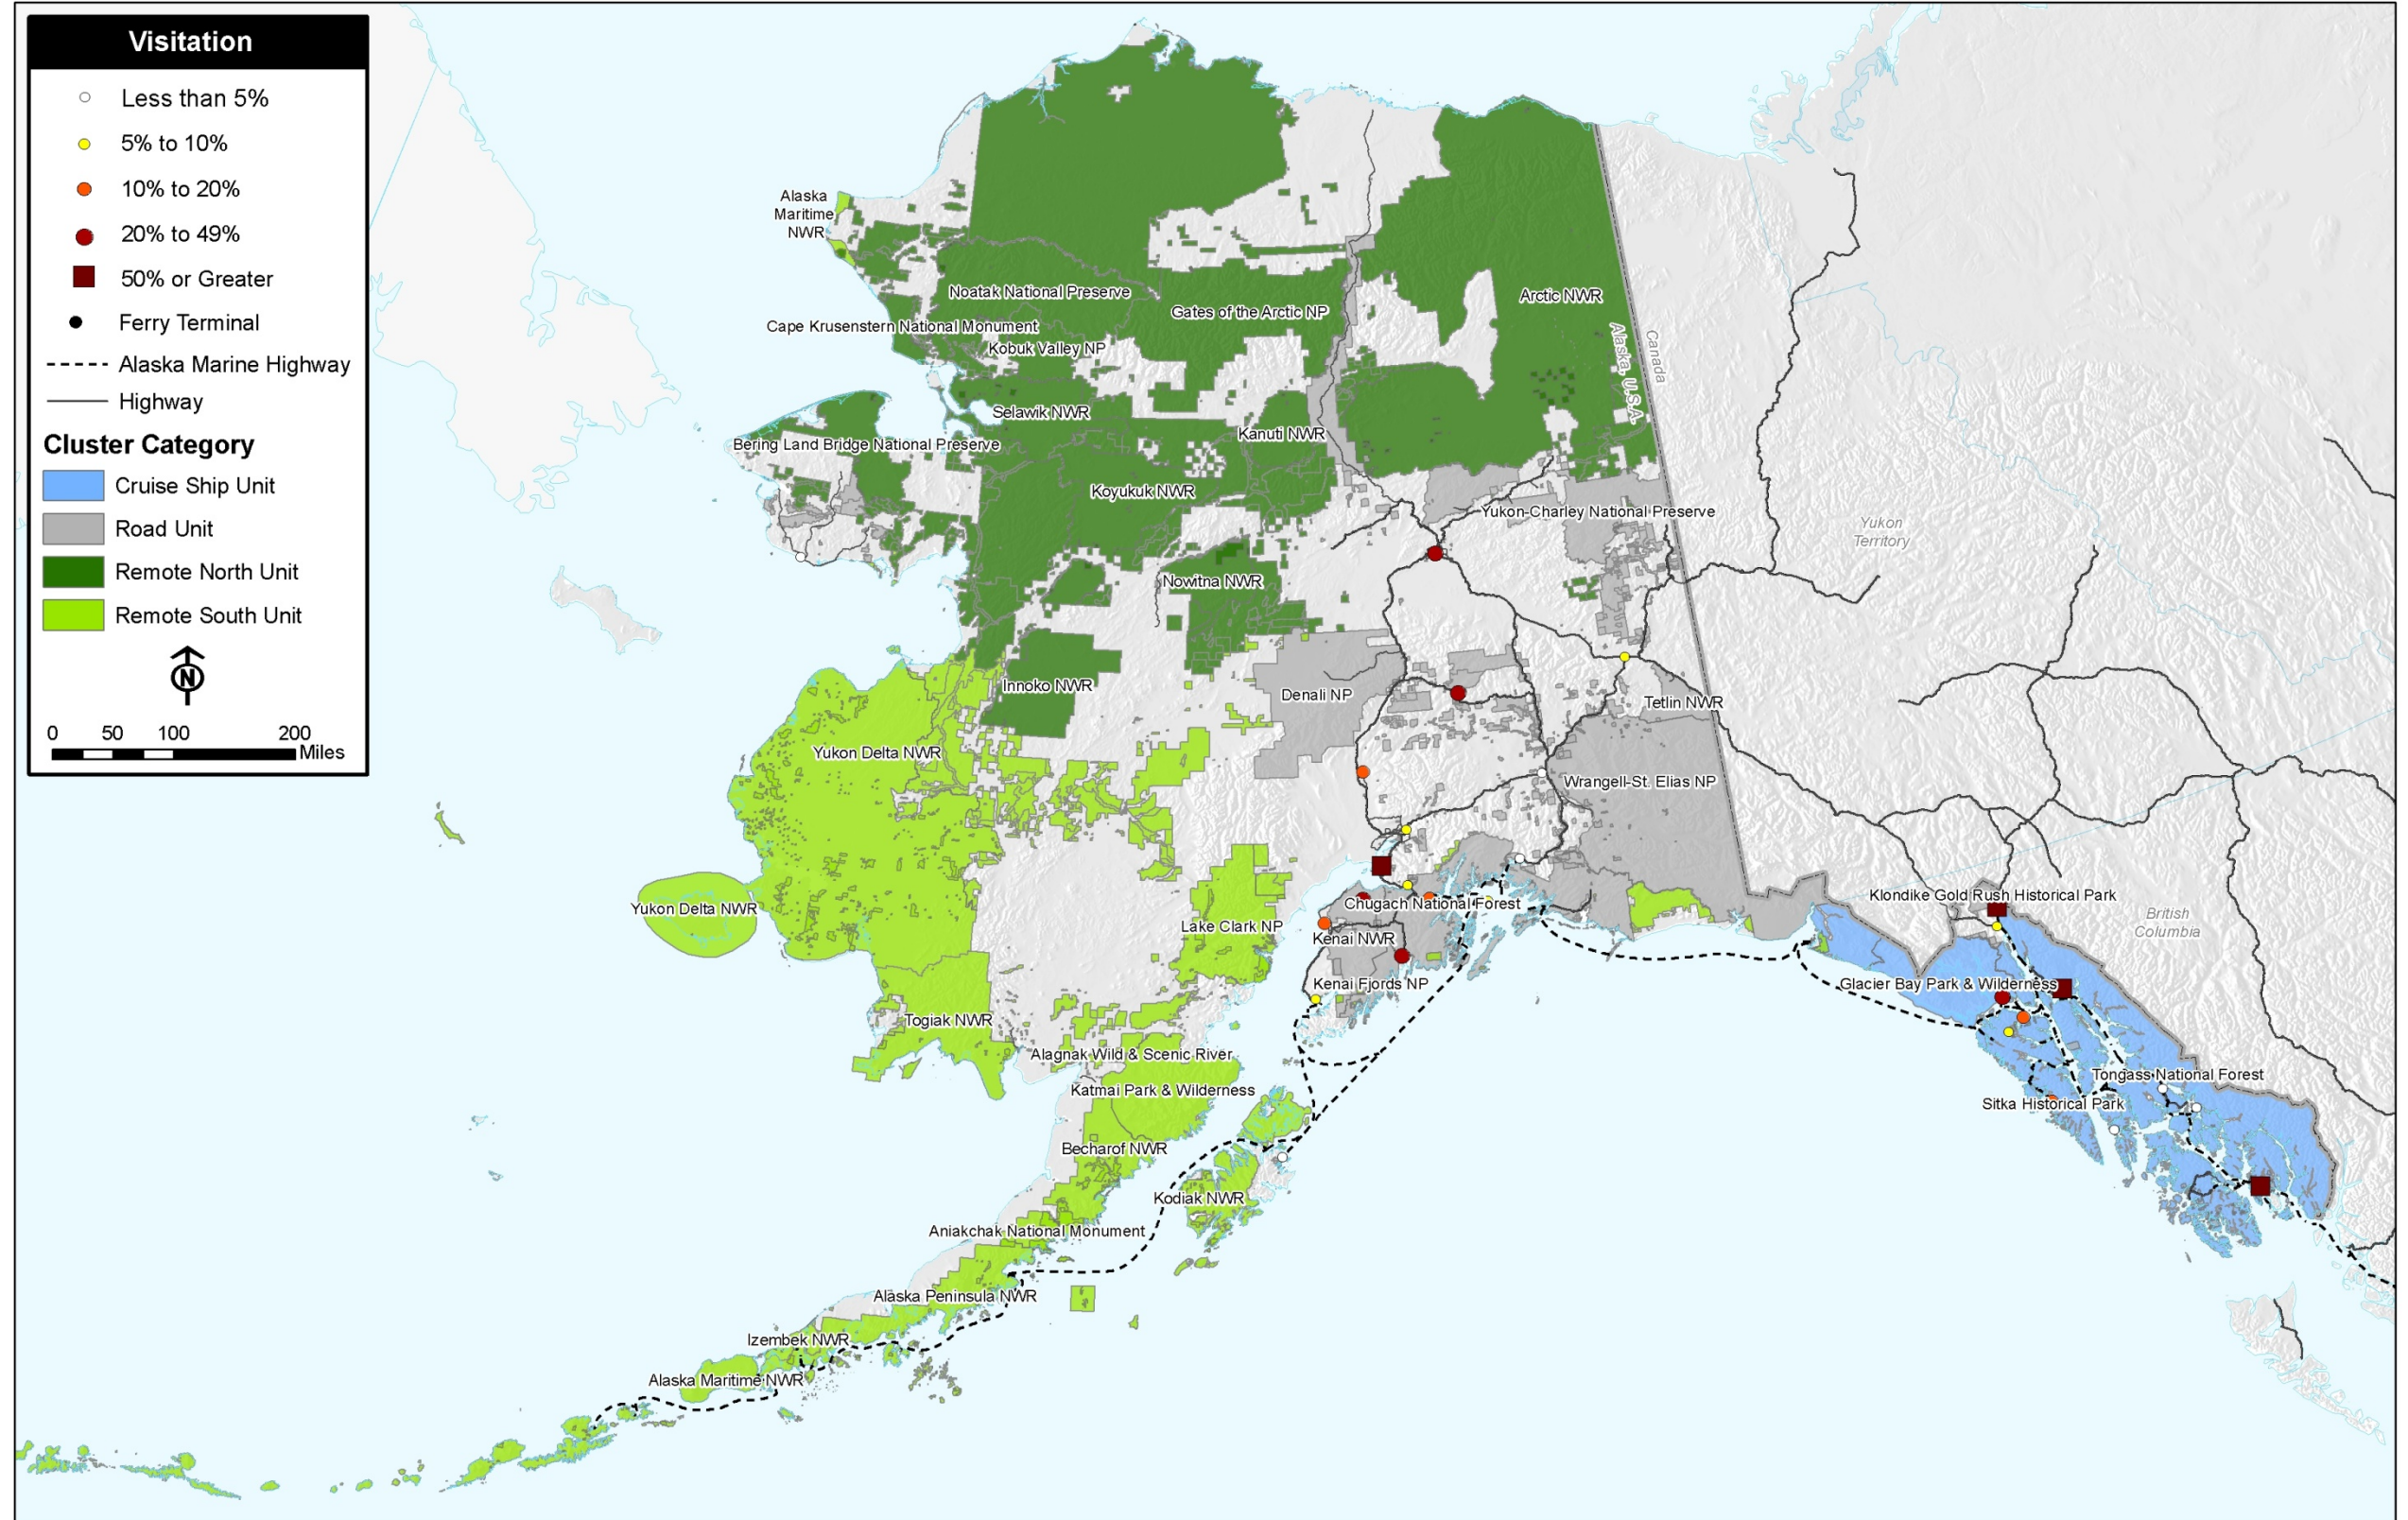 Visitation
Less than 5%
5% to 10%
10% to 20%
20% to 49%
50% or Greater
Ferry Terminal
Alaska Marine Highway
Highway
Cluster Category
Cruise Ship Unit
Road Unit
Remote North Unit
Remote South Unit
N
0 50 100 200
Miles
Alaska
Maritime
NWR
Noatak National Preserve
Gates of the Arctic NP
Arctic NWR
Cape Krusenstern National Monument
Kobuk Valley NP
Alaska, U.S.A.
Canada
Selawik NWR
Kanuti NWR
Bering Land Bridge National Preserve
Koyukuk NWR
Yukon-Charley National Preserve
Yukon
Territory
Nowitna NWR
Innoko NWR
Denali NP
Tetlin NWR
Yukon Delta NWR
Wrangell-St. Elias NP
Yukon Delta NWR
Lake Clark NP
Chugach National Forest
Klondike Gold Rush Historical Park
British
Columbia
Kenai NWR
Kenai Fjords NP
Glacier Bay Park & Wilderness
Togiak NWR
Alagnak Wild & Scenic River
Katmai Park & Wilderness
Tongass National Forest
Sitka Historical Park
Becharof NWR
Kodiak NWR
Aniakchak National Monument
Alaska Peninsula NWR
Izembek NWR
Alaska Maritime NWR